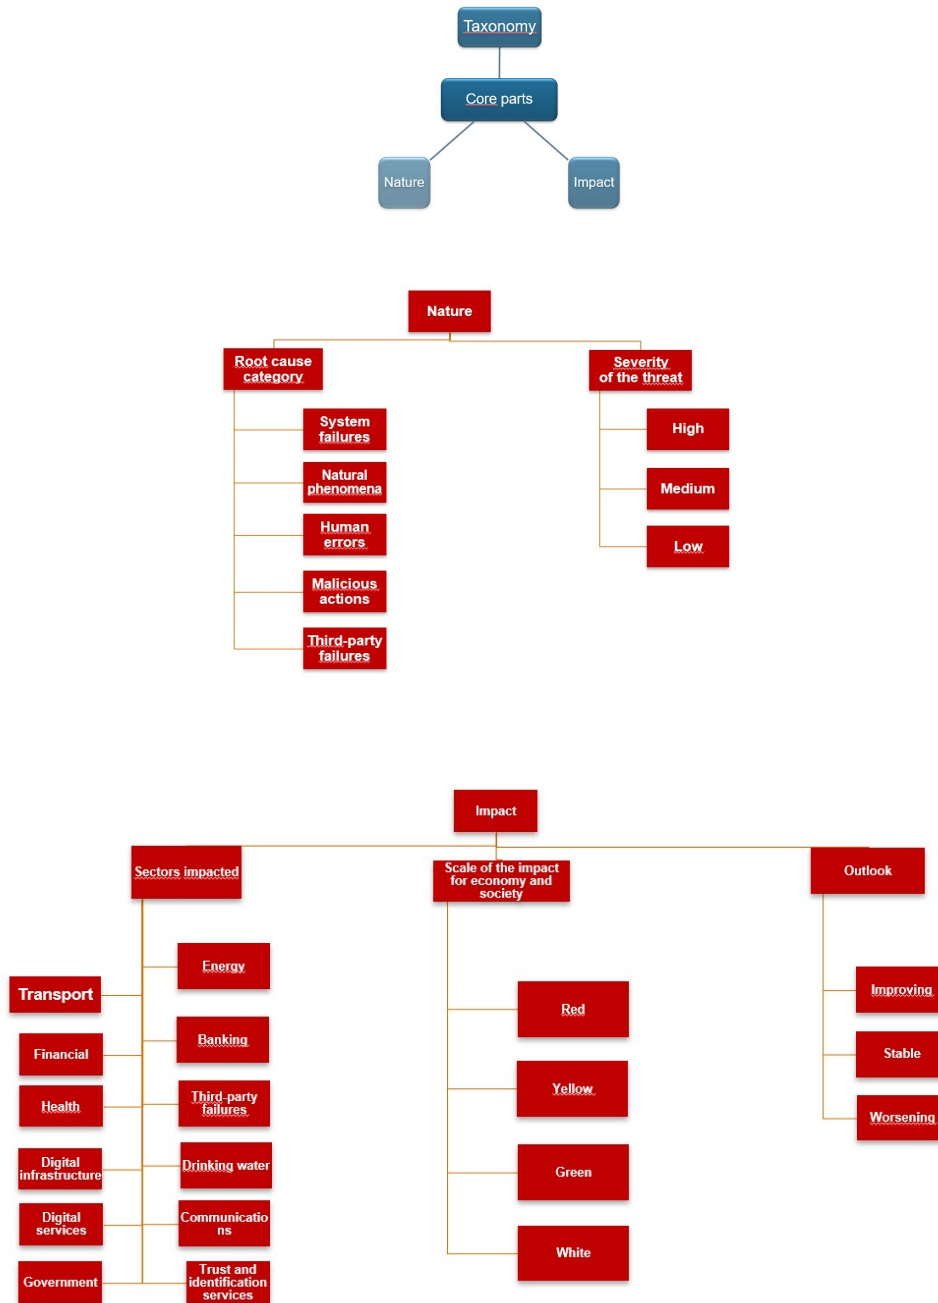 Taxonomy
Core parts
Nature
Impact
Nature
Root cause
category
Severity
of the threat
System
failures
High
Natural
phenomena
Medium
Human
errors
Low
Malicious
actions
Third-party
failures
Impact
Sectors impacted
Scale of the impact
for economy and
society
Outlook
Energy
Transport
Red
Improving
Banking
Financial
Stable
Yellow
Third-party
failures
Health
Worsening
Digital
infrastructure
Drinking water
Green
Digital
services
Communicatio
ns
White
Government
Trust and
identification
services